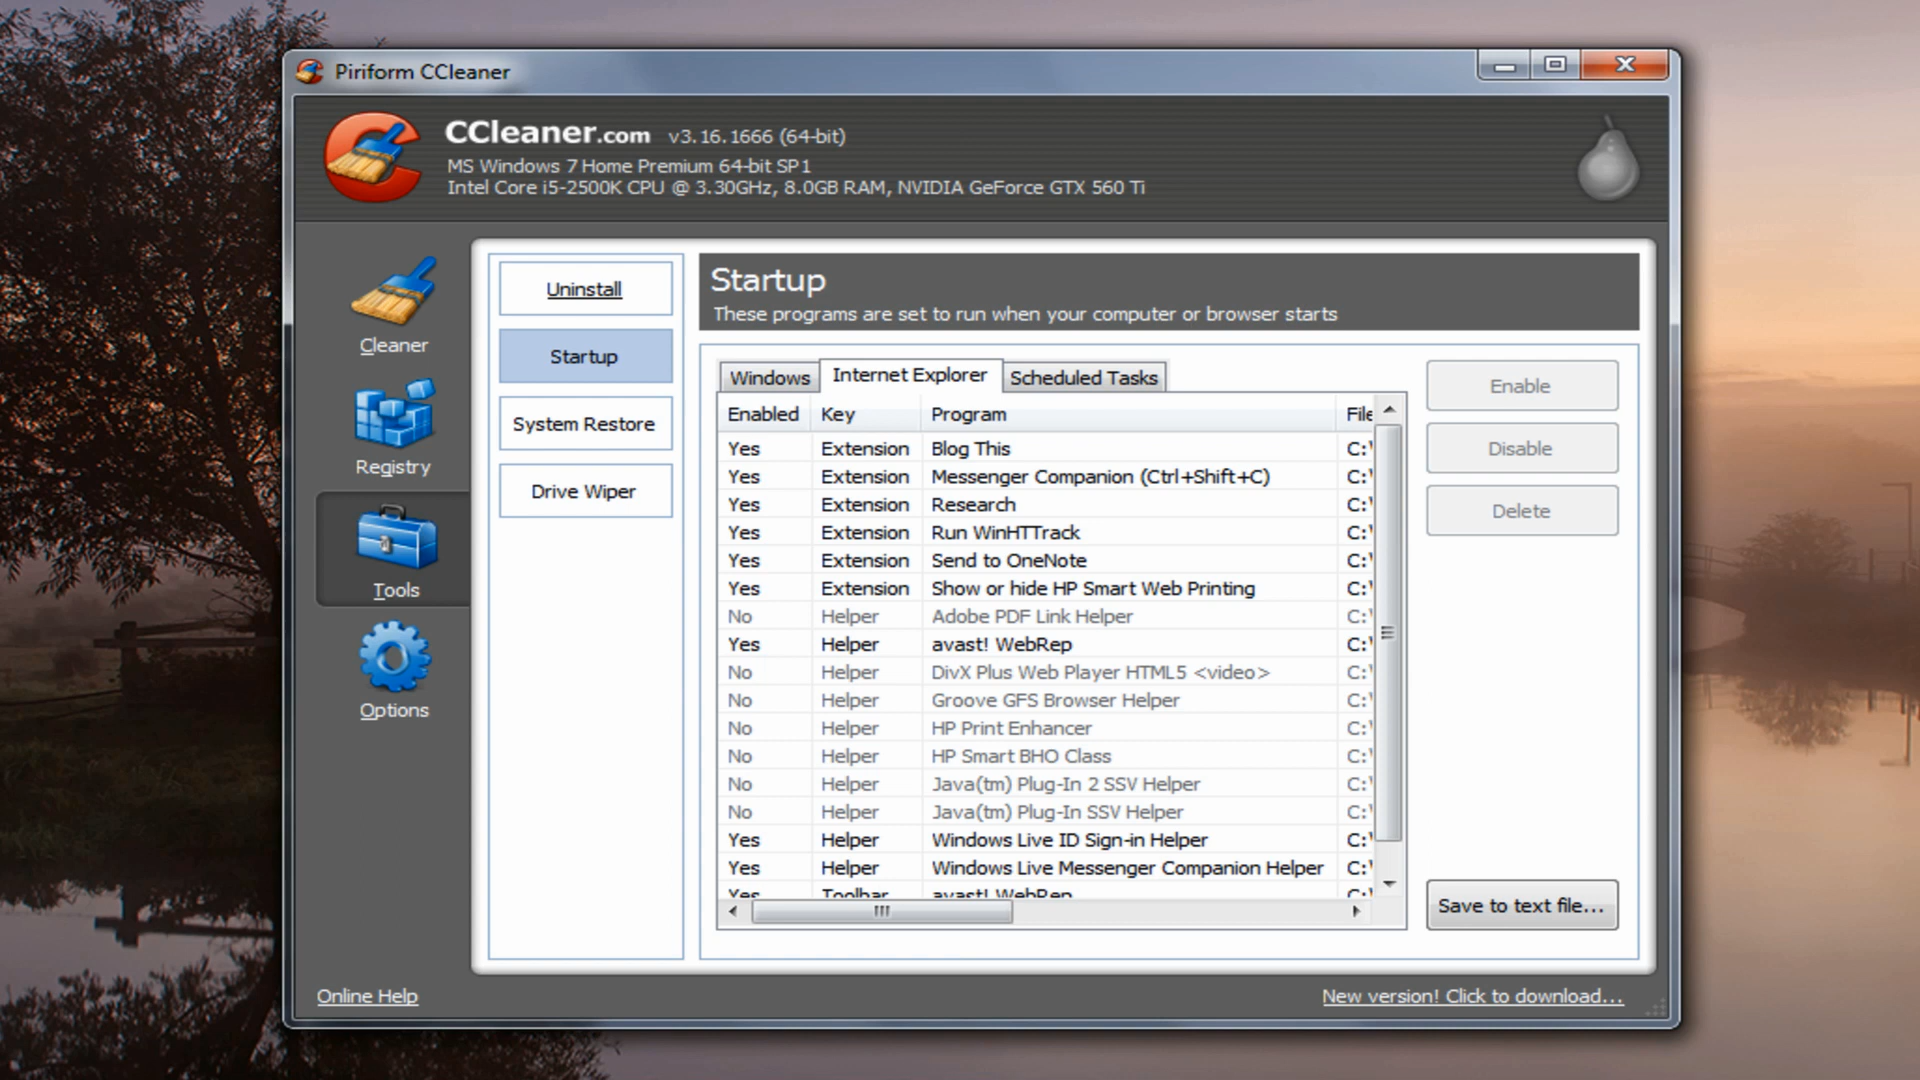 Piriform CCleaner
CCleaner.com v3.16.1666 (64-bit)
MS Windows 7 Home Premium 64-bit SP1
Intel Core i5-2500K CPU @ 3.30GHz, 8.0GB RAM, NVIDIA GeForce GTX 560 Ti
Cleaner
Registry
Tools
Options
Uninstall
Startup
System Restore
Drive Wiper
Startup
These programs are set to run when your computer or browser starts
Windows Internet Explorer Scheduled Tasks
Enabled Key Program File
Yes Extension Blog This C:\
Yes Extension Messenger Companion (Ctrl+Shift+C) C:\
Yes Extension Research C:\
Yes Extension Run WinHTTrack C:\
Yes Extension Send to OneNote C:\
Yes Extension Show or hide HP Smart Web Printing C:\
No Helper Adobe PDF Link Helper C:\
Yes Helper avast! WebRep C:\
No Helper DivX Plus Web Player HTML5 <video> C:\
No Helper Groove GFS Browser Helper C:\
No Helper HP Print Enhancer C:\
No Helper HP Smart BHO Class C:\
No Helper Java(tm) Plug-In 2 SSV Helper C:\
No Helper Java(tm) Plug-In SSV Helper C:\
Yes Helper Windows Live ID Sign-in Helper C:\
Yes Helper Windows Live Messenger Companion Helper C:\
Yes Toolbar avast! WebRep C:\
Enable
Disable
Delete
Save to text file...
Online Help
New version! Click to download...